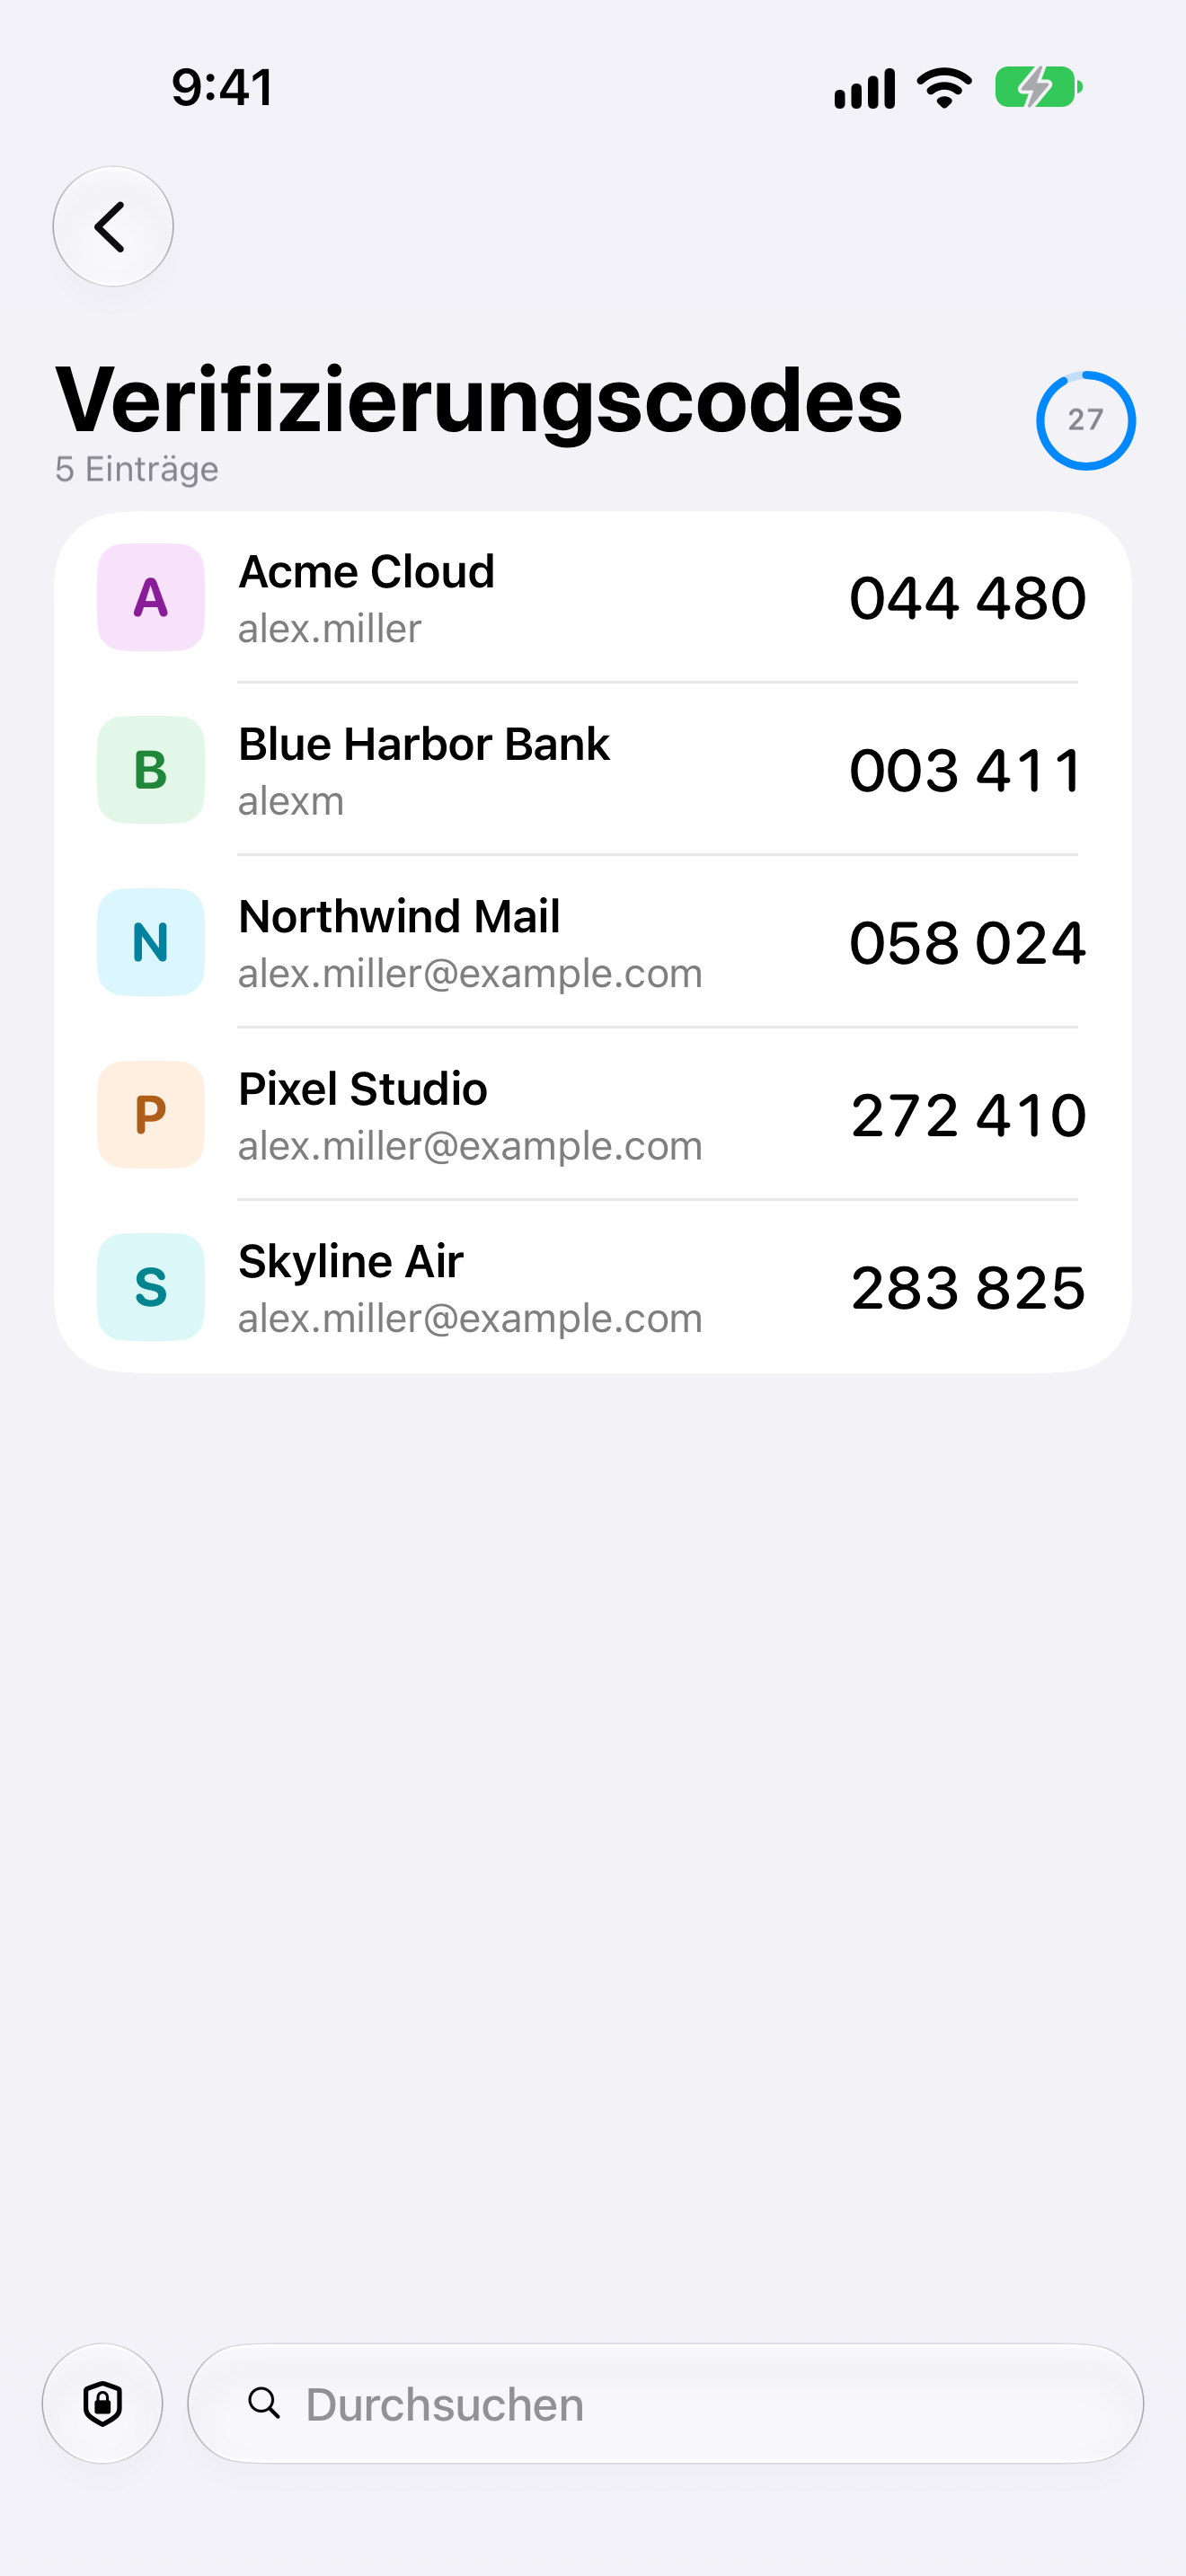 9:41
Verifizierungscodes
27
5 Einträge
A
Acme Cloud
044 480
alex.miller
B
Blue Harbor Bank
003 411
alexm
N
Northwind Mail
058 024
alex.miller@example.com
P
Pixel Studio
272 410
alex.miller@example.com
S
Skyline Air
283 825
alex.miller@example.com
Durchsuchen